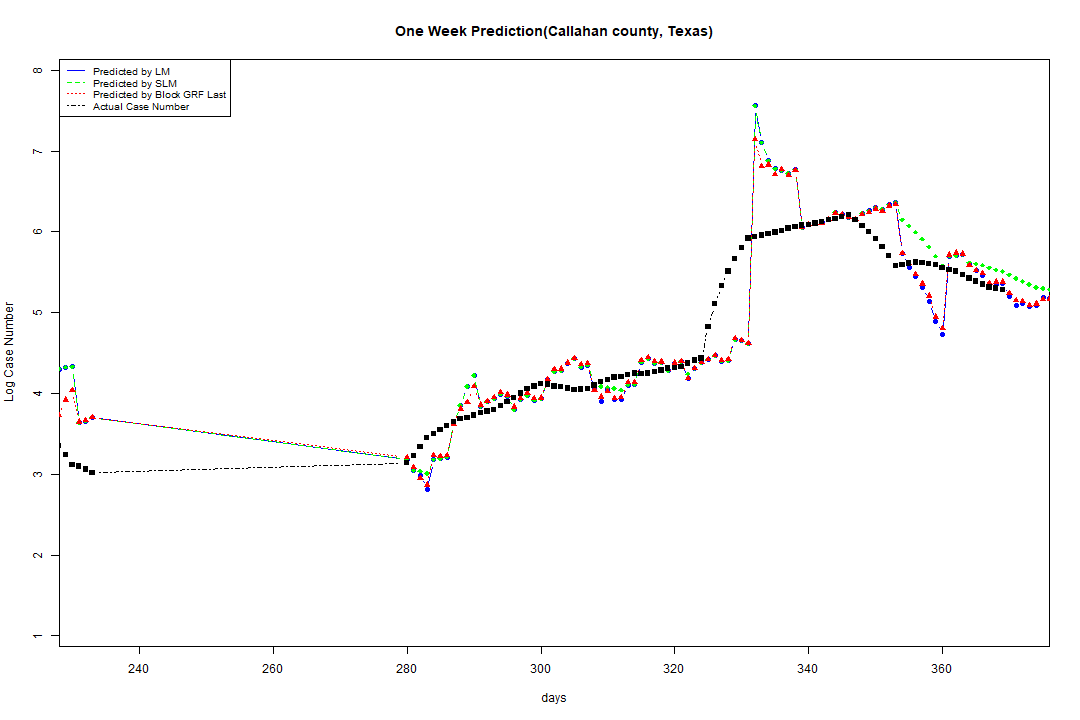 One Week Prediction(Callahan county, Texas)
Predicted by LM
Predicted by SLM
Predicted by Block GRF Last
Actual Case Number
8
7
6
5
4
3
2
1
Log Case Number
240 260 280 300 320 340 360
days